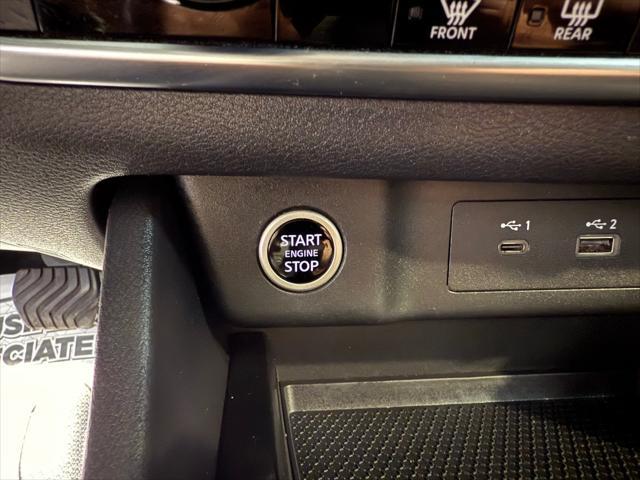 FRONT
REAR
START
ENGINE
STOP
1
2